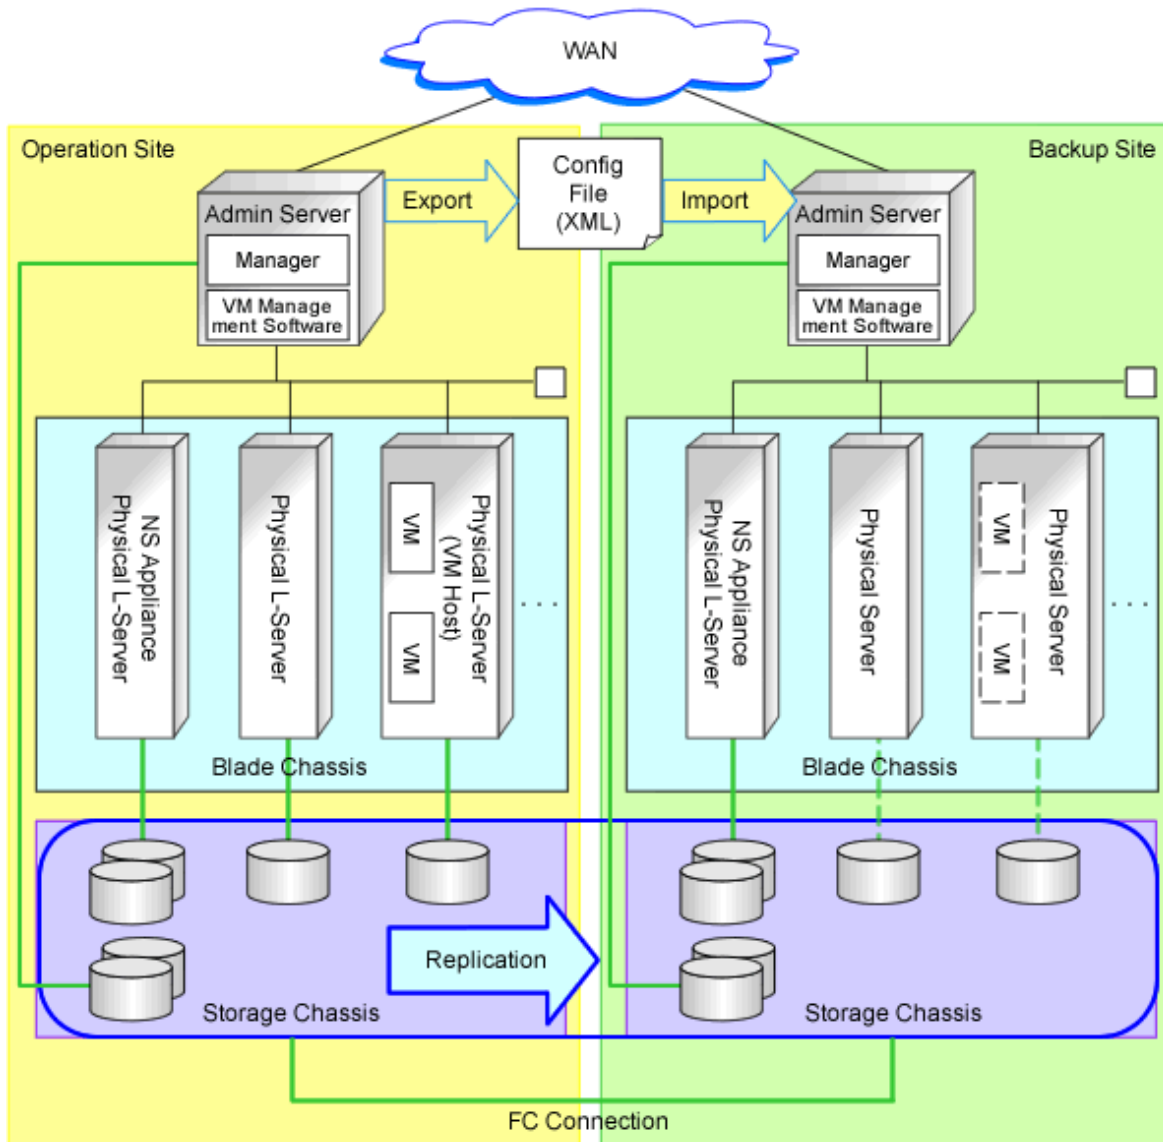 WAN
Operation Site
Backup Site
Export
Config
File
(XML)
Import
Admin Server
Manager
VM Manage
ment Software
Admin Server
Manager
VM Manage
ment Software
NS Appliance
Physical L-Server
Physical L-Server
Physical L-Server
(VM Host)
VM
VM
. . . .
Blade Chassis
NS Appliance
Physical L-Server
Physical Server
Physical Server
VM
VM
. . . .
Blade Chassis
Replication
Storage Chassis
Storage Chassis
FC Connection